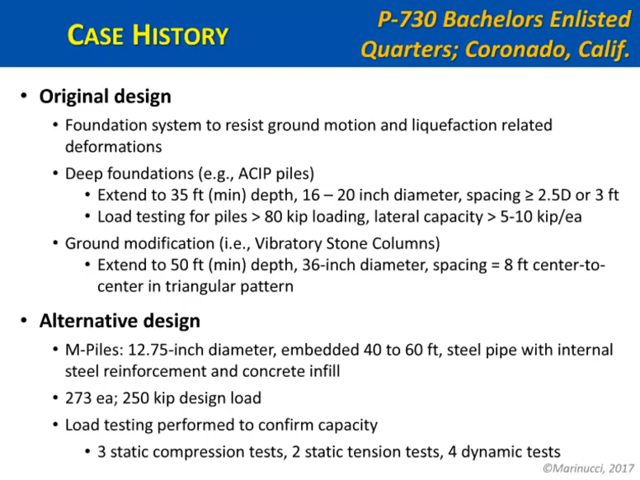 CASE HISTORY
P-730 Bachelors Enlisted
Quarters; Coronado, Calif.
• Original design
• Foundation system to resist ground motion and liquefaction related
deformations
• Deep foundations (e.g., ACIP piles)
• Extend to 35 ft (min) depth, 16 – 20 inch diameter, spacing ≥ 2.5D or 3 ft
• Load testing for piles > 80 kip loading, lateral capacity > 5-10 kip/ea
• Ground modification (i.e., Vibratory Stone Columns)
• Extend to 50 ft (min) depth, 36-inch diameter, spacing = 8 ft center-to-
center in triangular pattern
• Alternative design
• M-Piles: 12.75-inch diameter, embedded 40 to 60 ft, steel pipe with internal
steel reinforcement and concrete infill
• 273 ea; 250 kip design load
• Load testing performed to confirm capacity
• 3 static compression tests, 2 static tension tests, 4 dynamic tests
©Marinucci, 2017